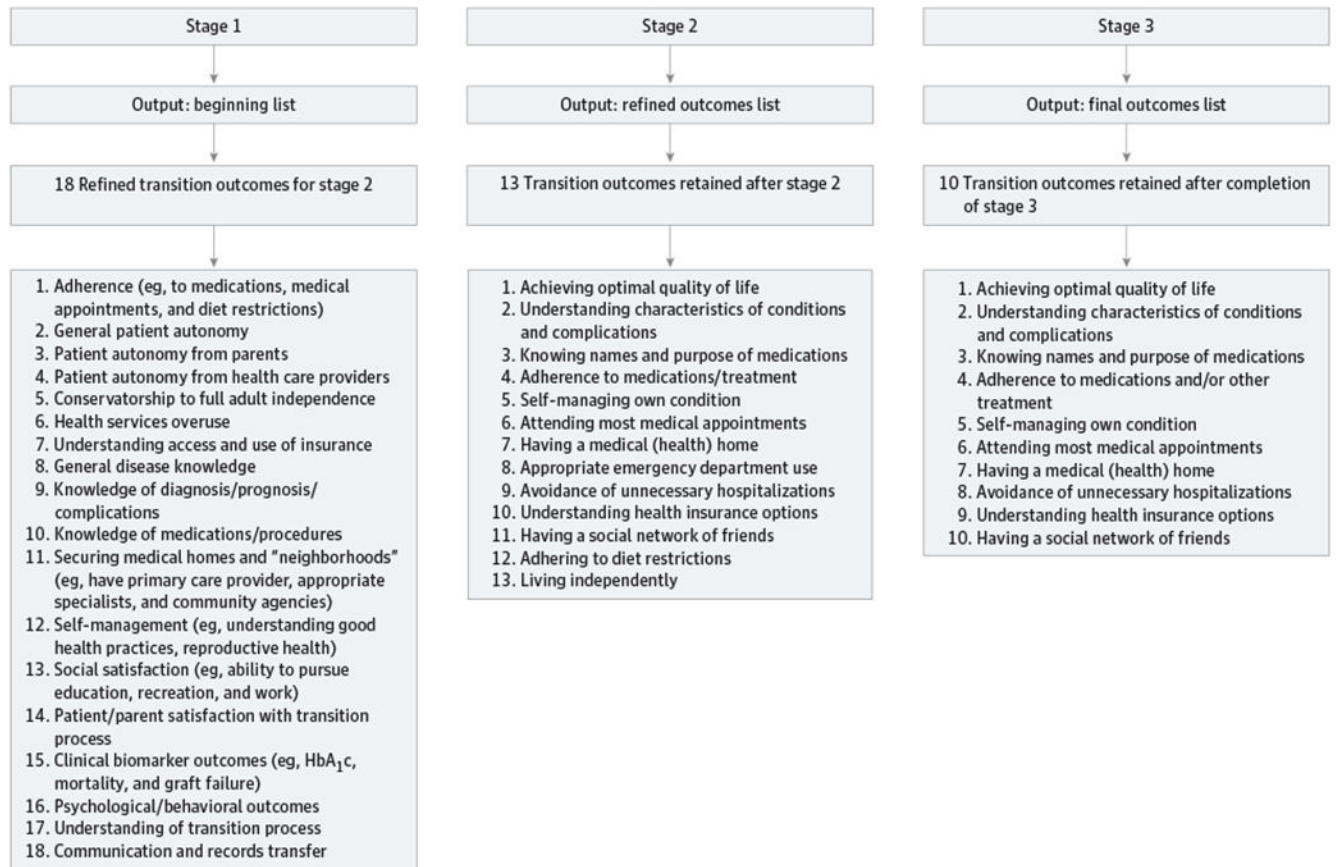 Stage 1
Output: beginning list
18 Refined transition outcomes for stage 2
1. Adherence (eg, to medications, medical
appointments, and diet restrictions)
2. General patient autonomy
3. Patient autonomy from parents
4. Patient autonomy from health care providers
5. Conservatorship to full adult independence
6. Health services overuse
7. Understanding access and use of insurance
8. General disease knowledge
9. Knowledge of diagnosis/prognosis/
complications
10. Knowledge of medications/procedures
11. Securing medical homes and "neighborhoods"
(eg, have primary care provider, appropriate
specialists, and community agencies)
12. Self-management (eg, understanding good
health practices, reproductive health)
13. Social satisfaction (eg, ability to pursue
education, recreation, and work)
14. Patient/parent satisfaction with transition
process
15. Clinical biomarker outcomes (eg, HbA1c,
mortality, and graft failure)
16. Psychological/behavioral outcomes
17. Understanding of transition process
18. Communication and records transfer
Stage 2
Output: refined outcomes list
13 Transition outcomes retained after stage 2
1. Achieving optimal quality of life
2. Understanding characteristics of conditions
and complications
3. Knowing names and purpose of medications
4. Adherence to medications/treatment
5. Self-managing own condition
6. Attending most medical appointments
7. Having a medical (health) home
8. Appropriate emergency department use
9. Avoidance of unnecessary hospitalizations
10. Understanding health insurance options
11. Having a social network of friends
12. Adhering to diet restrictions
13. Living independently
Stage 3
Output: final outcomes list
10 Transition outcomes retained after completion
of stage 3
1. Achieving optimal quality of life
2. Understanding characteristics of conditions
and complications
3. Knowing names and purpose of medications
4. Adherence to medications and/or other
treatment
5. Self-managing own condition
6. Attending most medical appointments
7. Having a medical (health) home
8. Avoidance of unnecessary hospitalizations
9. Understanding health insurance options
10. Having a social network of friends